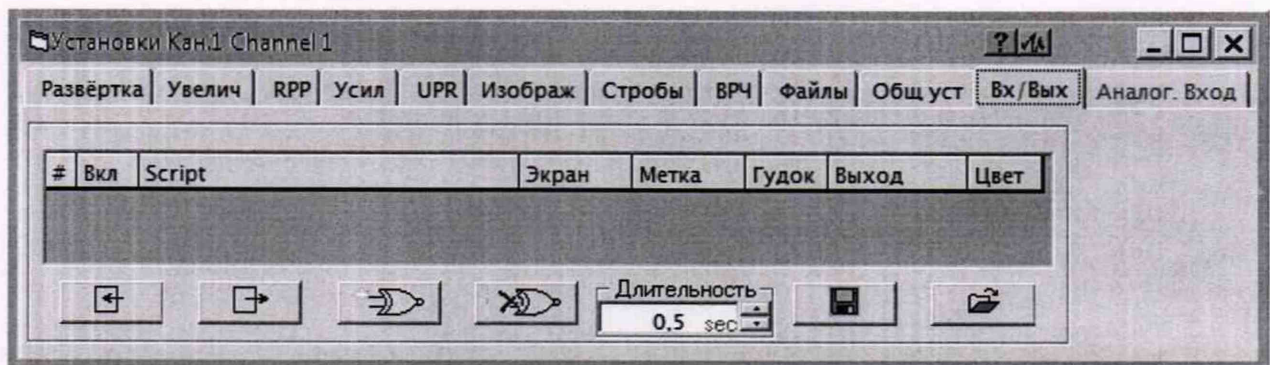 Установки Кан.1 Channel 1 ?
Развёртка Увелич RPP Усил UPR Изображ Стробы ВРЧ Файлы Общ уст Вх/Вых Аналог. Вход
# Вкл Script Экран Метка Гудок Выход Цвет
Длительность
0,5 sec